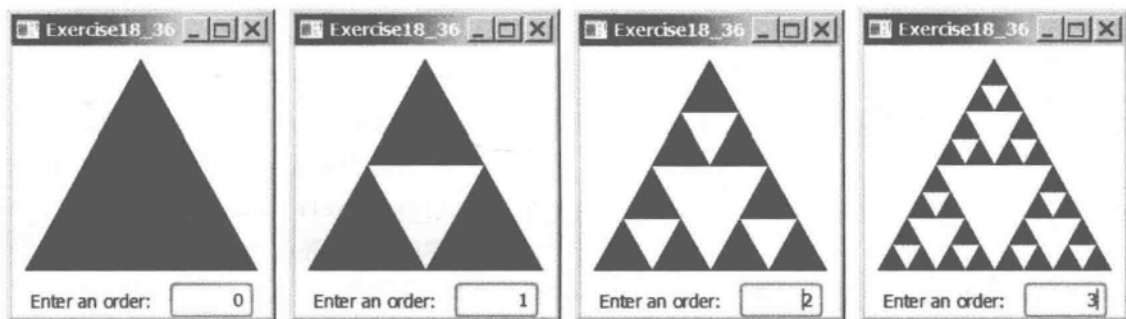 Exercise18_36
Enter an order: 0
Exercise18_36
Enter an order: 1
Exercise18_36
Enter an order: 2
Exercise18_36
Enter an order: 3